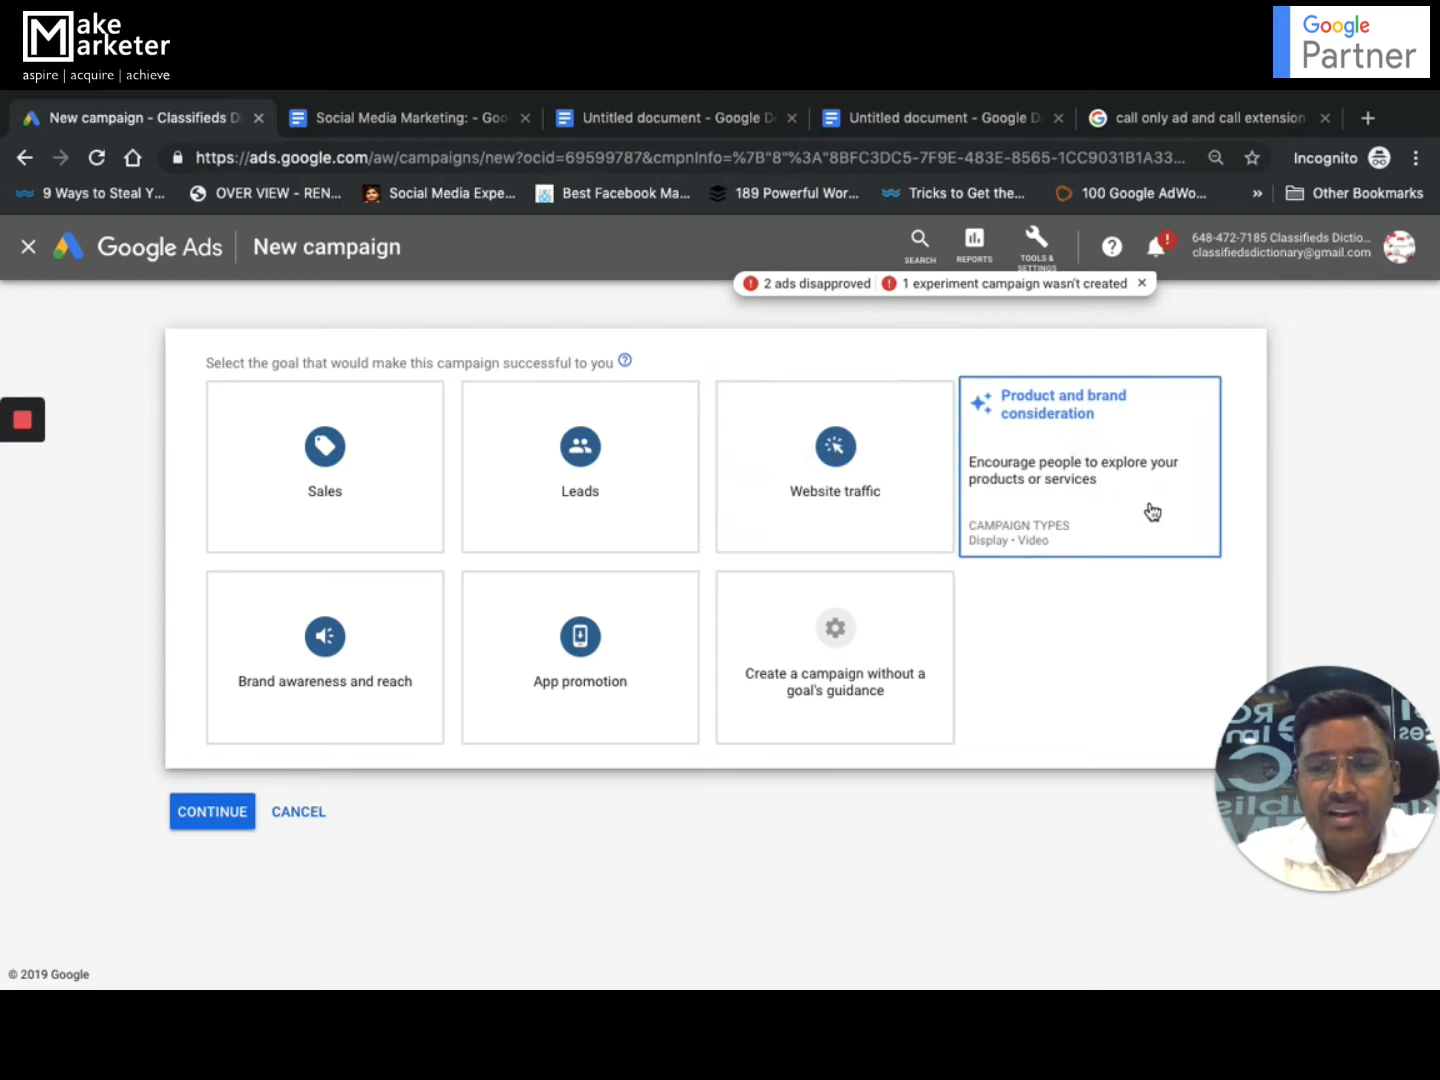 Make
Marketer
aspire | acquire | achieve
Google
Partner
New campaign - Classifieds Di
Social Media Marketing: - Goo
Untitled document - Google D
Untitled document - Google D
call only ad and call extension
https://ads.google.com/aw/campaigns/new?ocid=69599787&cmpnInfo=%7B"8"%3A"8BFC3DC5-7F9E-483E-8565-1CC9031B1A33...
Incognito
9 Ways to Steal Y...
OVER VIEW - REN...
Social Media Expe...
Best Facebook Ma...
189 Powerful Wor...
Tricks to Get the...
100 Google AdWo...
»
Other Bookmarks
Google Ads
New campaign
SEARCH
REPORTS
TOOLS &
SETTINGS
648-472-7185 Classifieds Dictio...
classifiedsdictionary@gmail.com
2 ads disapproved
1 experiment campaign wasn't created
Select the goal that would make this campaign successful to you
Sales
Leads
Website traffic
Product and brand
consideration
Encourage people to explore your
products or services
CAMPAIGN TYPES
Display • Video
Brand awareness and reach
App promotion
Create a campaign without a
goal's guidance
CONTINUE
CANCEL
© 2019 Google